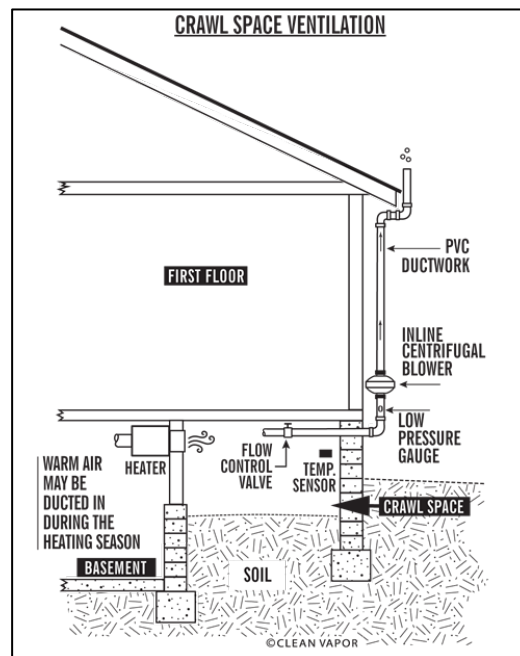 CRAWL SPACE VENTILATION
PVC
DUCTWORK
FIRST FLOOR
INLINE
CENTRIFUGAL
BLOWER
LOW
PRESSURE
GAUGE
HEATER
FLOW
CONTROL
VALVE
TEMP.
SENSOR
WARM AIR
MAY BE
DUCTED IN
DURING THE
HEATING SEASON
CRAWL SPACE
BASEMENT
SOIL
©CLEAN VAPOR